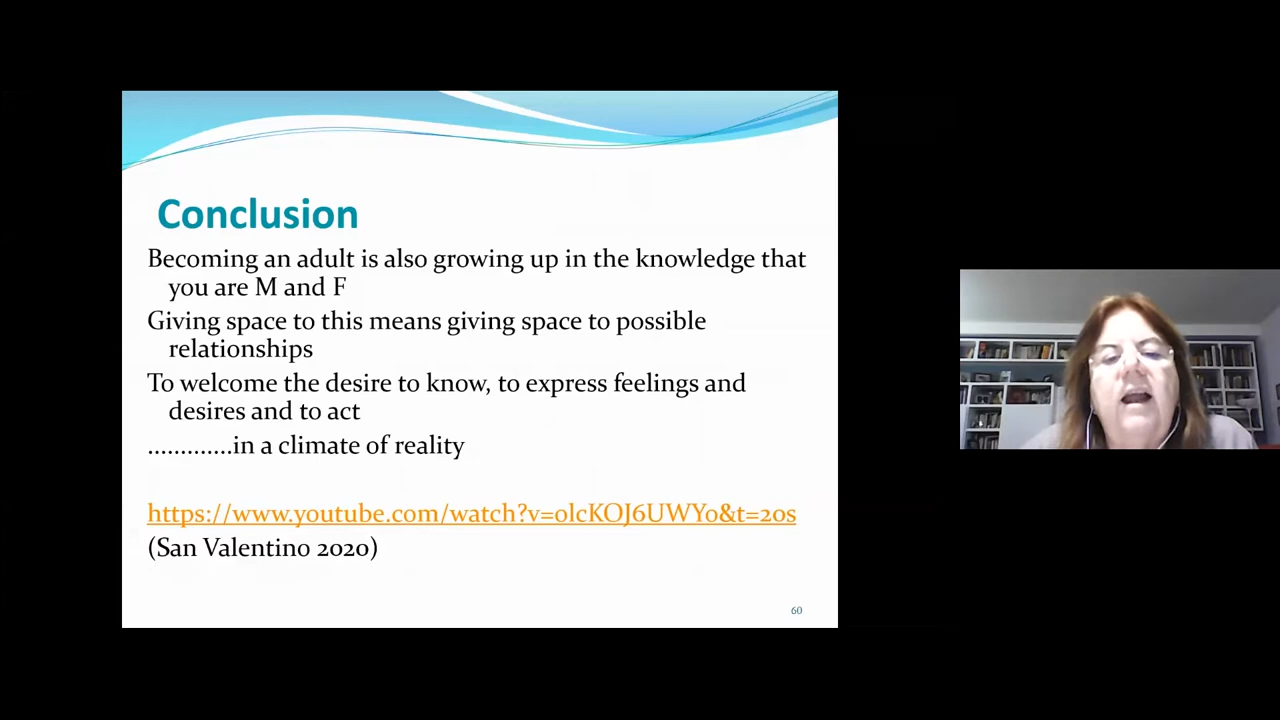 Conclusion
Becoming an adult is also growing up in the knowledge that
you are M and F
Giving space to this means giving space to possible
relationships
To welcome the desire to know, to express feelings and
desires and to act
.............in a climate of reality
https://www.youtube.com/watch?v=olcKOJ6UWYo&t=20s
(San Valentino 2020)
60